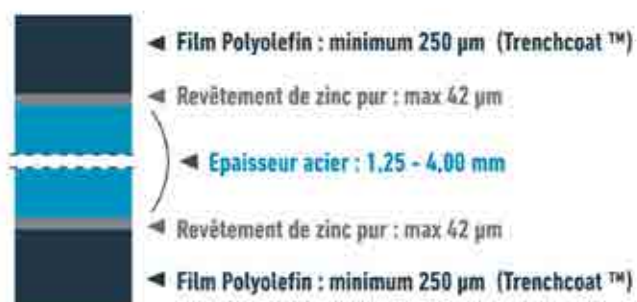 Film Polyolefin : minimum 250 µm (Trenchcoat ™)
Revêtement de zinc pur : max 42 µm
Epaisseur acier : 1,25 - 4,00 mm
Revêtement de zinc pur : max 42 µm
Film Polyolefin : minimum 250 µm (Trenchcoat ™)